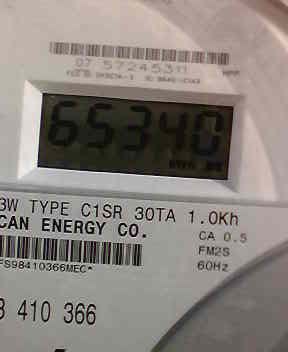 07 57245311
65340
3W TYPE C1SR 30TA 1.0Kh
CAN ENERGY CO.
CA 0.5
FM2S
60Hz
FS98410366MEC*
3 410 366